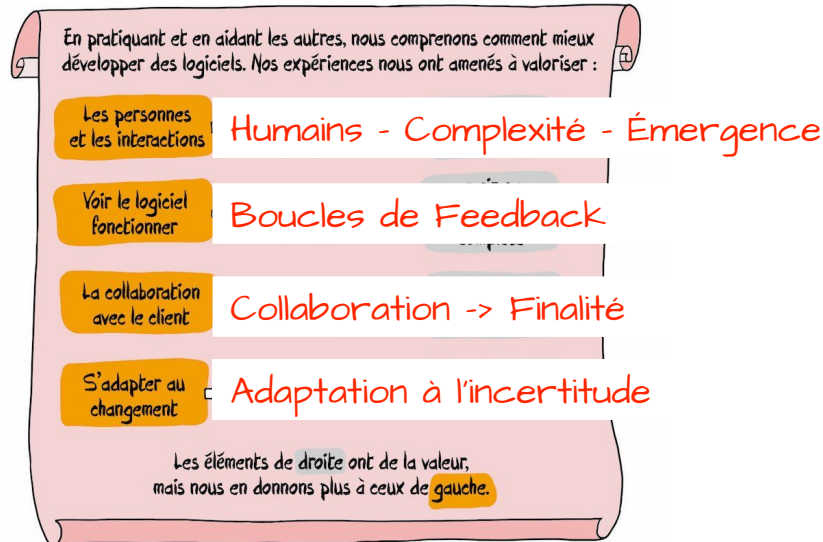 En pratiquant et en aidant les autres, nous comprenons comment mieux
développer des logiciels. Nos expériences nous ont amenés à valoriser :
Les personnes
et les interactions
Humains - Complexité - Émergence
Voir le logiciel
fonctionner
Boucles de Feedback
La collaboration
avec le client
Collaboration -> Finalité
S'adapter au
changement
Adaptation à l'incertitude
Les éléments de droite ont de la valeur,
mais nous en donnons plus à ceux de gauche.